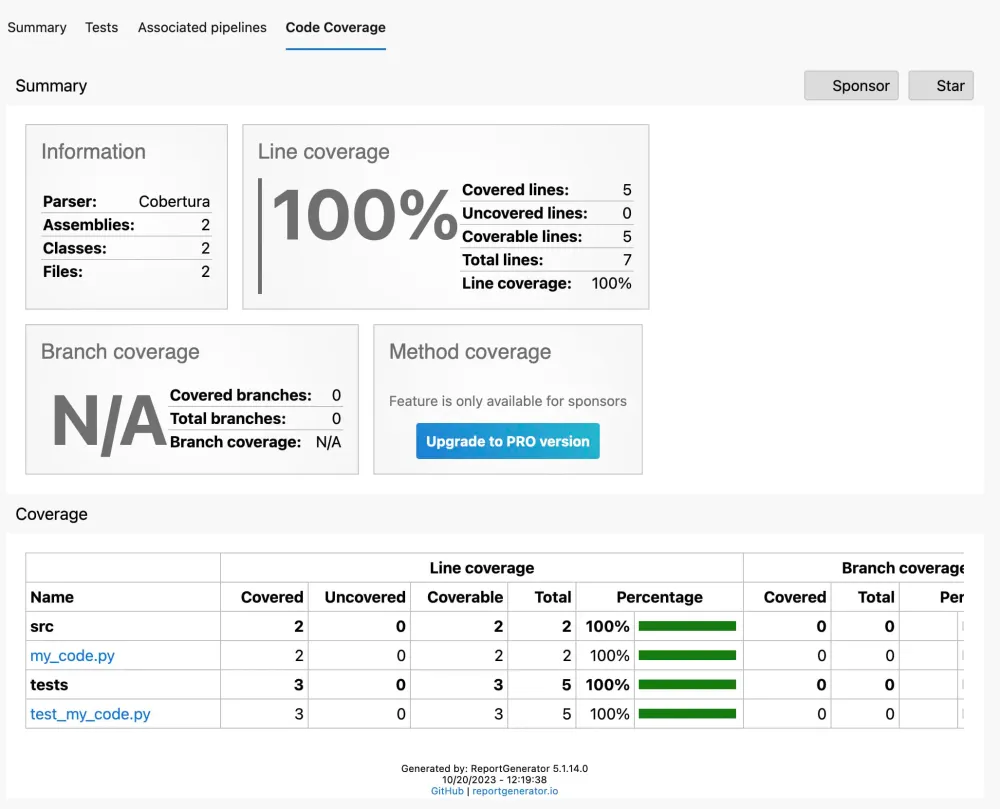 Summary Tests Associated pipelines Code Coverage
Summary Sponsor Star
Information
Parser: Cobertura
Assemblies: 2
Classes: 2
Files: 2
Line coverage
100%
Covered lines: 5
Uncovered lines: 0
Coverable lines: 5
Total lines: 7
Line coverage: 100%
Branch coverage
N/A
Covered branches: 0
Total branches: 0
Branch coverage: N/A
Method coverage
Feature is only available for sponsors
Upgrade to PRO version
Coverage
Line coverage Branch coverage
Name Covered Uncovered Coverable Total Percentage Covered Total Per
src 2 0 2 2 100% 0 0
my_code.py 2 0 2 2 100% 0 0
tests 3 0 3 5 100% 0 0
test_my_code.py 3 0 3 5 100% 0 0
Generated by: ReportGenerator 5.1.14.0
10/20/2023 - 12:19:38
GitHub | reportgenerator.io